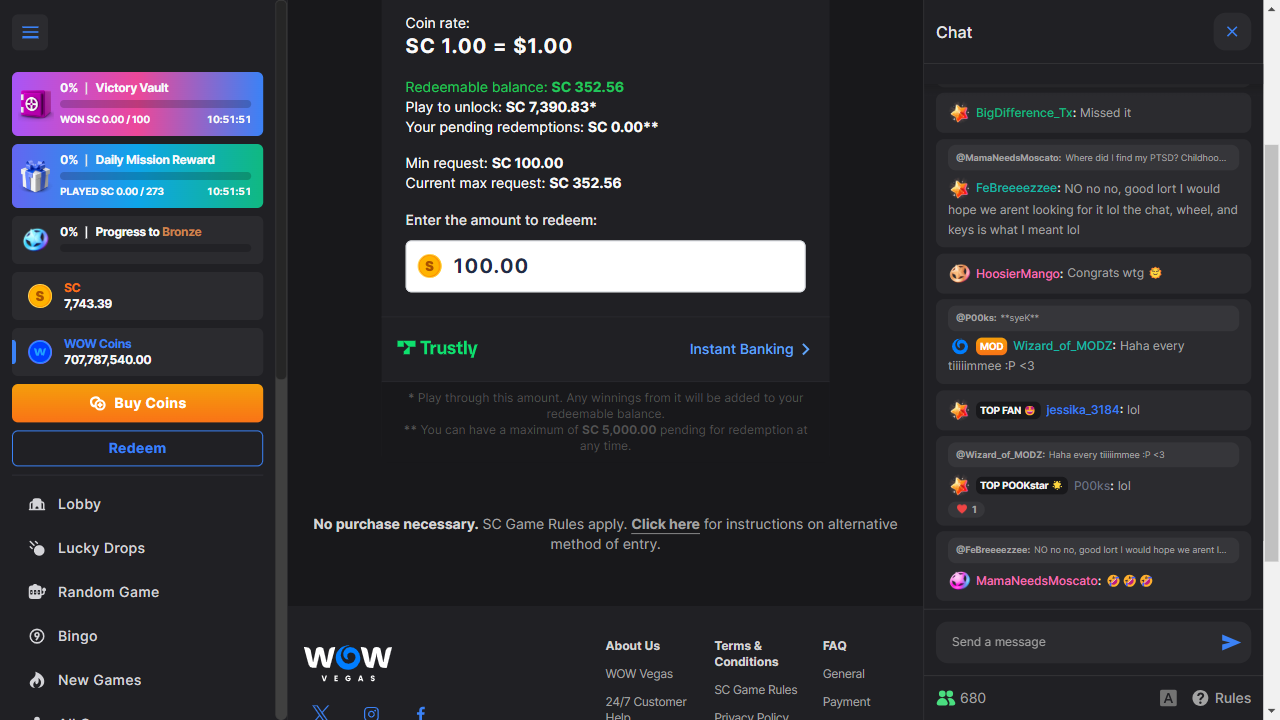 0% | Victory Vault
WON SC 0.00 / 100 10:51:51
0% | Daily Mission Reward
PLAYED SC 0.00 / 273 10:51:51
0% | Progress to Bronze
S
SC
7,743.39
W
WOW Coins
707,787,540.00
Buy Coins
Redeem
Lobby
Lucky Drops
Random Game
Bingo
New Games
Coin rate:
SC 1.00 = $1.00
Redeemable balance: SC 352.56
Play to unlock: SC 7,390.83*
Your pending redemptions: SC 0.00**
Min request: SC 100.00
Current max request: SC 352.56
Enter the amount to redeem:
S 100.00
Trustly Instant Banking
* Play through this amount. Any winnings from it will be added to your
redeemable balance.
** You can have a maximum of SC 5,000.00 pending for redemption at
any time.
No purchase necessary. SC Game Rules apply. Click here for instructions on alternative
method of entry.
WOW
VEGAS
About Us
WOW Vegas
24/7 Customer
Help
Terms &
Conditions
SC Game Rules
Privacy Policy
FAQ
General
Payment
Chat
BigDifference_Tx: Missed it
@MamaNeedsMoscato: Where did I find my PTSD? Childhoo...
FeBreeeezzee: NO no no, good lort I would
hope we arent looking for it lol the chat, wheel, and
keys is what I meant lol
HoosierMango: Congrats wtg 🤗
@P00ks: **syeK**
MOD Wizard_of_MODZ: Haha every
tiiiiimmee :P <3
TOP FAN 🤩 jessika_3184: lol
@Wizard_of_MODZ: Haha every tiiiiimmee :P <3
TOP POOKstar 🌟 P00ks: lol
❤️ 1
@FeBreeeezzee: NO no no, good lort I would hope we arent l...
MamaNeedsMoscato: 🤣🤣🤣
Send a message
680 A Rules